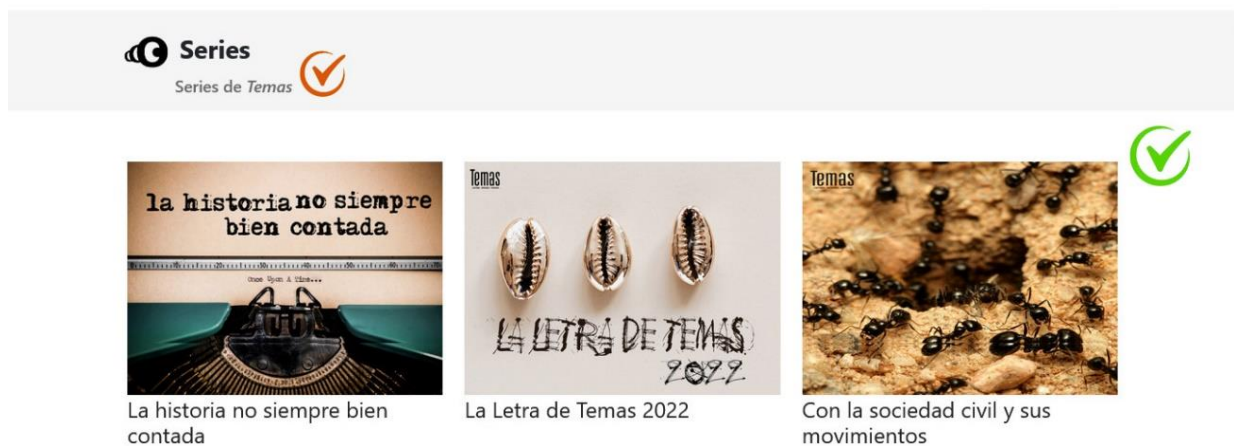 Series
Series de Temas
la historia no siempre
bien contada
Once Upon A Time...
Temas
LA LETRA DE TEMAS
2022
Temas
La historia no siempre bien
contada
La Letra de Temas 2022
Con la sociedad civil y sus
movimientos